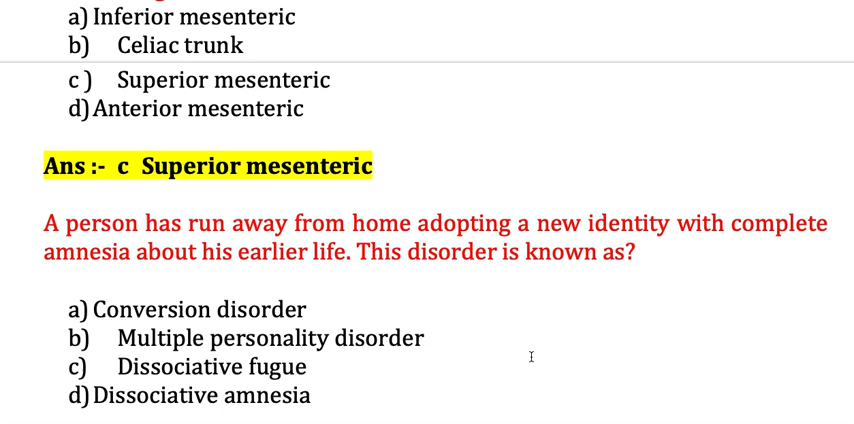 a) Inferior mesenteric
b) Celiac trunk
c) Superior mesenteric
d) Anterior mesenteric
Ans :- c Superior mesenteric
A person has run away from home adopting a new identity with complete
amnesia about his earlier life. This disorder is known as?
a) Conversion disorder
b) Multiple personality disorder
c) Dissociative fugue
d) Dissociative amnesia